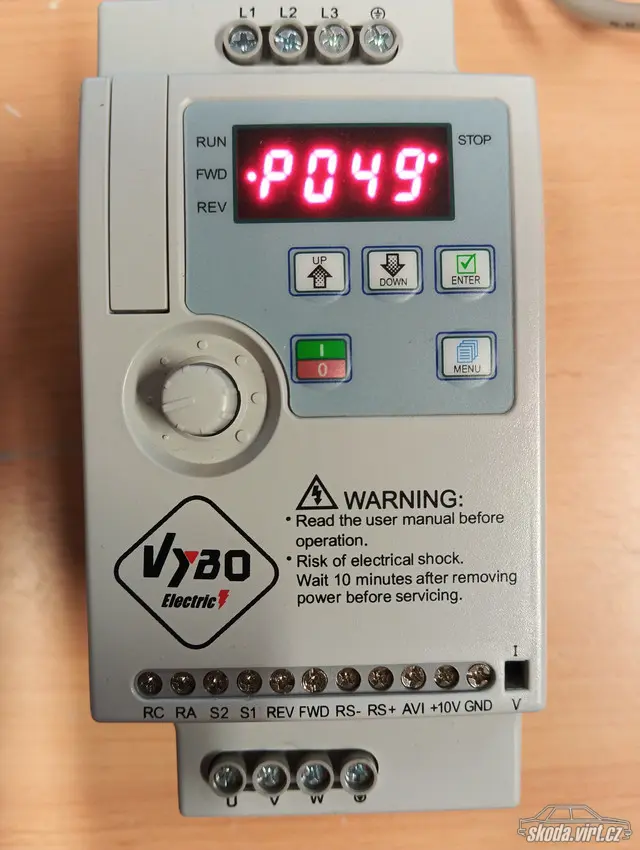 L1 L2 L3
RUN
STOP
P049
FWD
REV
UP
DOWN
ENTER
I
0
MENU
WARNING:
• Read the user manual before
operation.
• Risk of electrical shock.
Wait 10 minutes after removing
power before servicing.
VYBO
Electric
I
RC RA S2 S1 REV FWD RS- RS+ AVI +10V GND V
U V W
skoda.virt.cz